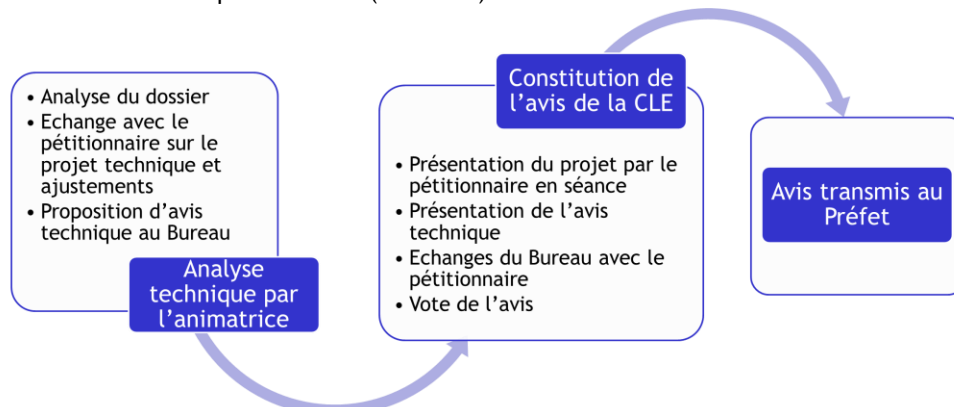 • Analyse du dossier
• Echange avec le
pétitionnaire sur le
projet technique et
ajustements
• Proposition d’avis
technique au Bureau
Analyse
technique par
l’animatrice
Constitution de
l’avis de la CLE
• Présentation du projet par le
pétitionnaire en séance
• Présentation de l’avis
technique
• Echanges du Bureau avec le
pétitionnaire
• Vote de l’avis
Avis transmis au
Préfet